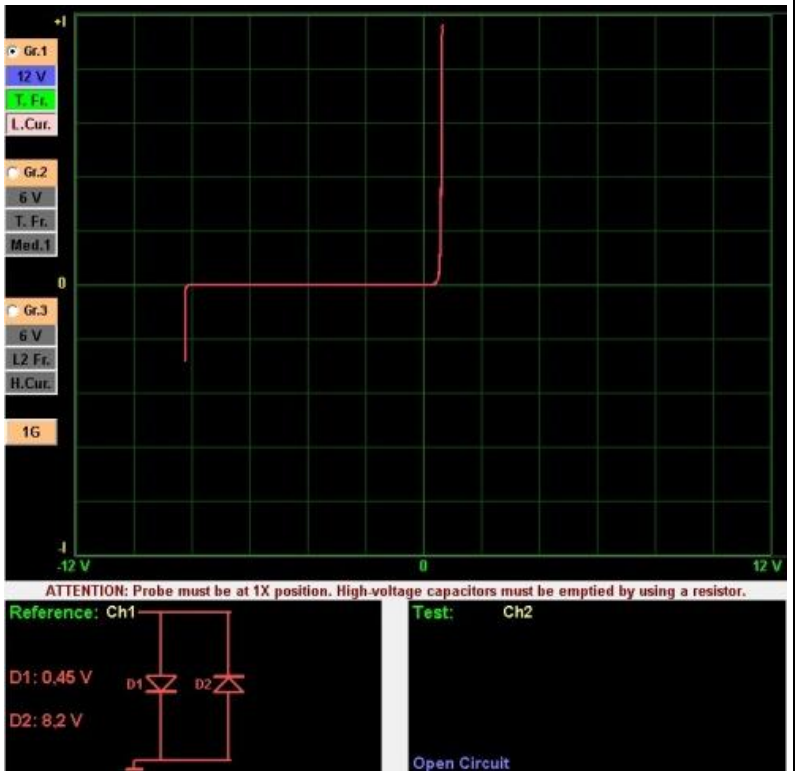 +I
Gr.1
12 V
T. Fr.
L.Cur.
Gr.2
6 V
T. Fr.
Med.1
0
Gr.3
6 V
L2 Fr.
H.Cur.
1G
-I
-12 V 0 12 V
ATTENTION: Probe must be at 1X position. High-voltage capacitors must be emptied by using a resistor.
Reference: Ch1
D1: 0,45 V
D1 D2
D2: 8,2 V
Test: Ch2
Open Circuit